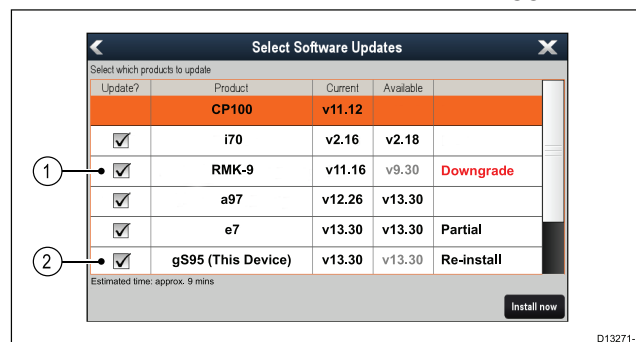 Select Software Updates
Select which products to update
Update? Product Current Available
CP100 v11.12
i70 v2.16 v2.18
1 RMK-9 v11.16 v9.30 Downgrade
a97 v12.26 v13.30
e7 v13.30 v13.30 Partial
2 gS95 (This Device) v13.30 v13.30 Re-install
Estimated time: approx. 9 mins
Install now